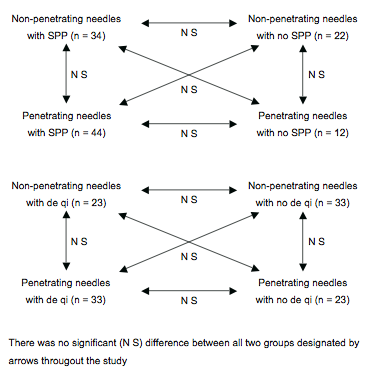 Non-penetrating needles Non-penetrating needles
with SPP (n = 34) with no SPP (n = 22)
N S
N S N S N S
Penetrating needles Penetrating needles
with SPP (n = 44) with no SPP (n = 12)
N S
Non-penetrating needles Non-penetrating needles
with de qi (n = 23) with no de qi (n = 33)
N S
N S N S
N S
Penetrating needles Penetrating needles
with de qi (n = 33) with no de qi (n = 23)
N S
There was no significant (N S) difference between all two groups designated by
arrows througout the study